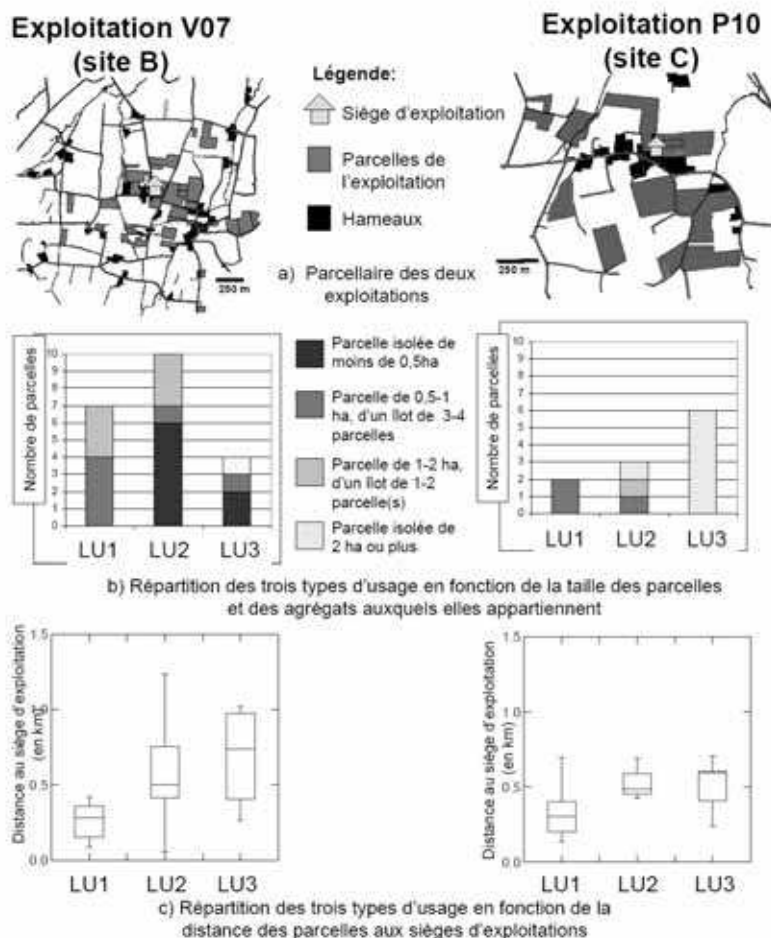 Exploitation V07
(site B)
Exploitation P10
(site C)
Légende:
Siège d'exploitation
Parcelles de
l'exploitation
Hameaux
250 m
250 m
a) Parcellaire des deux
exploitations
Nombre de parcelles
10
9
8
7
6
5
4
3
2
1
0
LU1 LU2 LU3
Parcelle isolée de
moins de 0,5ha
Parcelle de 0,5-1
ha, d'un îlot de 3-4
parcelles
Parcelle de 1-2 ha,
d'un îlot de 1-2
parcelle(s)
Parcelle isolée de
2 ha ou plus
Nombre de parcelles
10
9
8
7
6
5
4
3
2
1
0
LU1 LU2 LU3
b) Répartition des trois types d'usage en fonction de la taille des parcelles
et des agrégats auxquels elles appartiennent
Distance au siège d'exploitation
(en km)
1.5
1.0
0.5
0.0
LU1 LU2 LU3
Distance au siège d'exploitation
(en km)
1.5
1.0
0.5
0.0
LU1 LU2 LU3
c) Répartition des trois types d'usage en fonction de la
distance des parcelles aux sièges d'exploitations